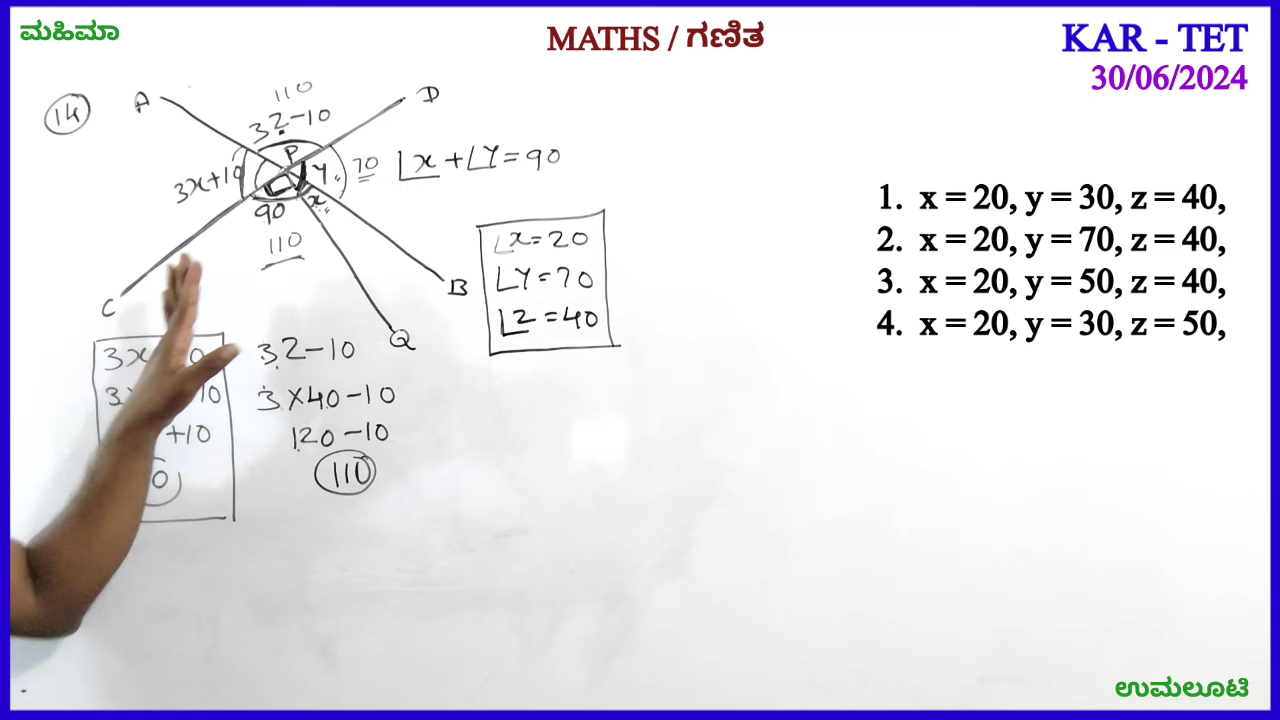 ಮಹಿಮಾ
MATHS / ಗಣಿತ
KAR - TET
30/06/2024
14
A
110
3z-10
D
P
3x+10
y
70
∟x + ∟y = 90
90
x
110
C
B
Q
∟x=20
∟y=70
∟z=40
3z-10
3×40-10
+10
120-10
110
1. x = 20, y = 30, z = 40,
2. x = 20, y = 70, z = 40,
3. x = 20, y = 50, z = 40,
4. x = 20, y = 30, z = 50,
ಉಮಲೂಟಿ